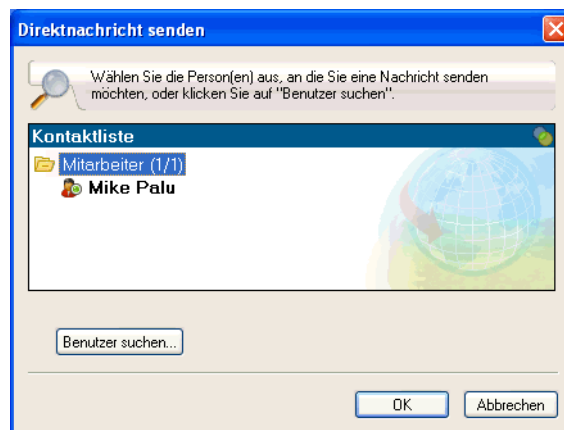 Direktnachricht senden
Wählen Sie die Person(en) aus, an die Sie eine Nachricht senden
möchten, oder klicken Sie auf "Benutzer suchen".
Kontaktliste
Mitarbeiter (1/1)
Mike Palu
Benutzer suchen...
OK Abbrechen